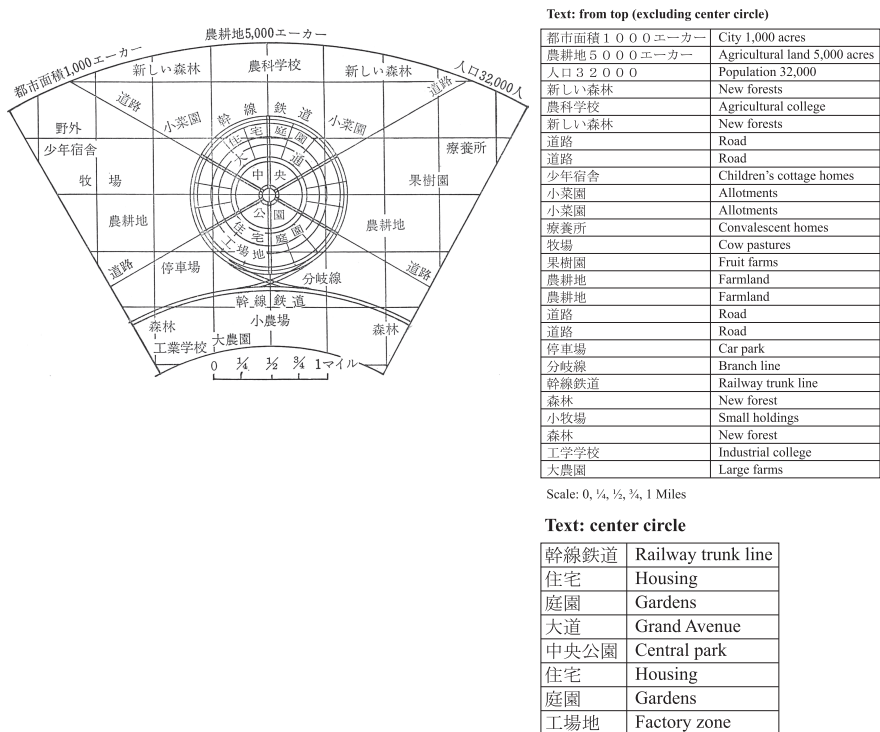 農耕地5,000エーカー
都市面積1,000エーカー
人口32,000人
新しい森林
農科学校
新しい森林
道路
道路
小菜園
幹線鉄道
小菜園
野外
少年宿舎
療養所
住宅庭園
大通
中央
公園
牧場
果樹園
農耕地
農耕地
住宅庭園
工場地
道路
停車場
分岐線
道路
幹線鉄道
森林
小農場
森林
工業学校
大農園
0 ¼ ½ ¾ 1マイル
Text: from top (excluding center circle)
都市面積1000エーカー City 1,000 acres
農耕地5000エーカー Agricultural land 5,000 acres
人口32000 Population 32,000
新しい森林 New forests
農科学校 Agricultural college
新しい森林 New forests
道路 Road
道路 Road
少年宿舎 Children's cottage homes
小菜園 Allotments
小菜園 Allotments
療養所 Convalescent homes
牧場 Cow pastures
果樹園 Fruit farms
農耕地 Farmland
農耕地 Farmland
道路 Road
道路 Road
停車場 Car park
分岐線 Branch line
幹線鉄道 Railway trunk line
森林 New forest
小牧場 Small holdings
森林 New forest
工学学校 Industrial college
大農園 Large farms
Scale: 0, ¼, ½, ¾, 1 Miles
Text: center circle
幹線鉄道 Railway trunk line
住宅 Housing
庭園 Gardens
大道 Grand Avenue
中央公園 Central park
住宅 Housing
庭園 Gardens
工場地 Factory zone